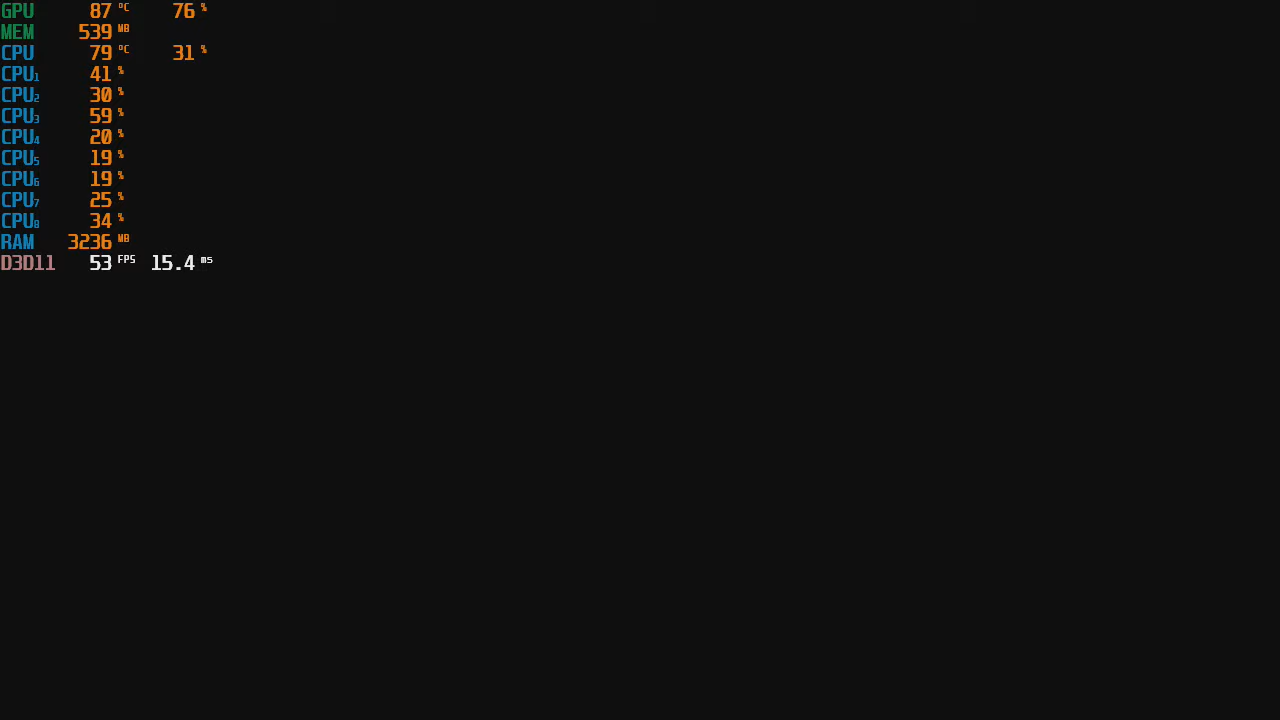 GPU 87 °C 76 %
MEM 539 MB
CPU 79 °C 31 %
CPU1 41 %
CPU2 30 %
CPU3 59 %
CPU4 20 %
CPU5 19 %
CPU6 19 %
CPU7 25 %
CPU8 34 %
RAM 3236 MB
D3D11 53 FPS 15.4 ms